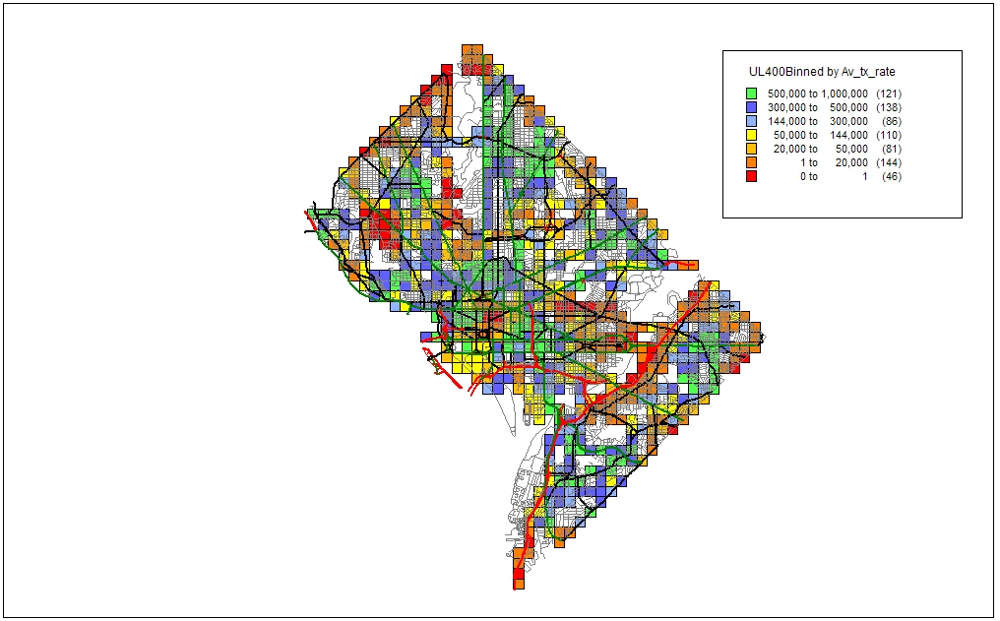 UL400Binned by Av_tx_rate
500,000 to 1,000,000 (121)
300,000 to 500,000 (138)
144,000 to 300,000 (86)
50,000 to 144,000 (110)
20,000 to 50,000 (81)
1 to 20,000 (144)
0 to 1 (46)